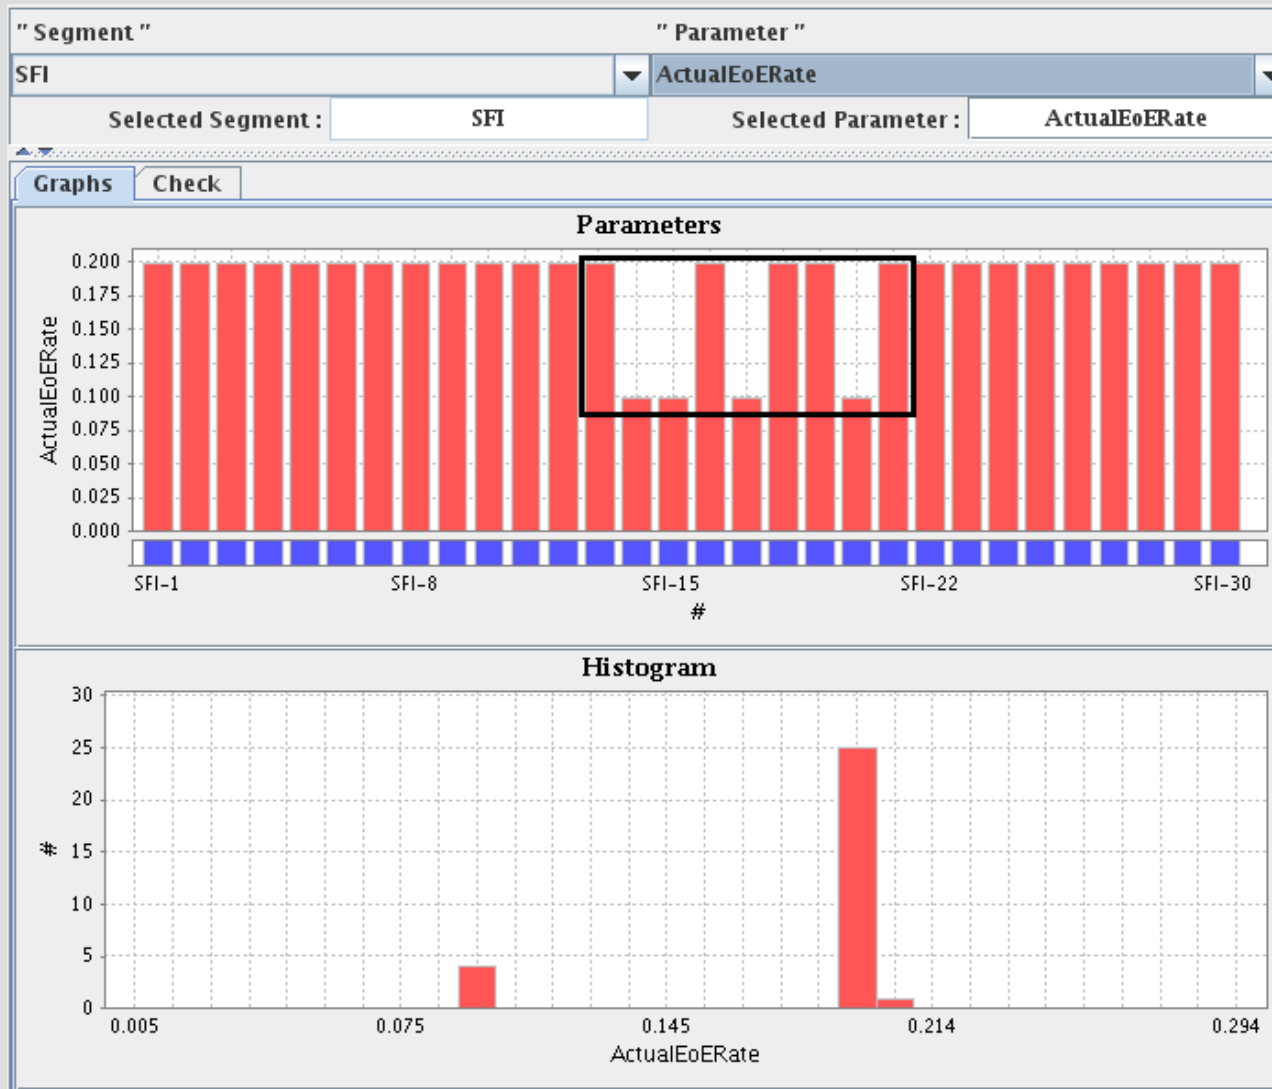 " Segment " " Parameter "
SFI ActualEoERate
Selected Segment : SFI Selected Parameter : ActualEoERate
Graphs Check
Parameters
0.200
0.175
0.150
0.125
0.100
0.075
0.050
0.025
0.000
ActualEoERate
SFI-1 SFI-8 SFI-15 SFI-22 SFI-30
#
Histogram
30
25
20
15
10
5
0
#
0.005 0.075 0.145 0.214 0.294
ActualEoERate